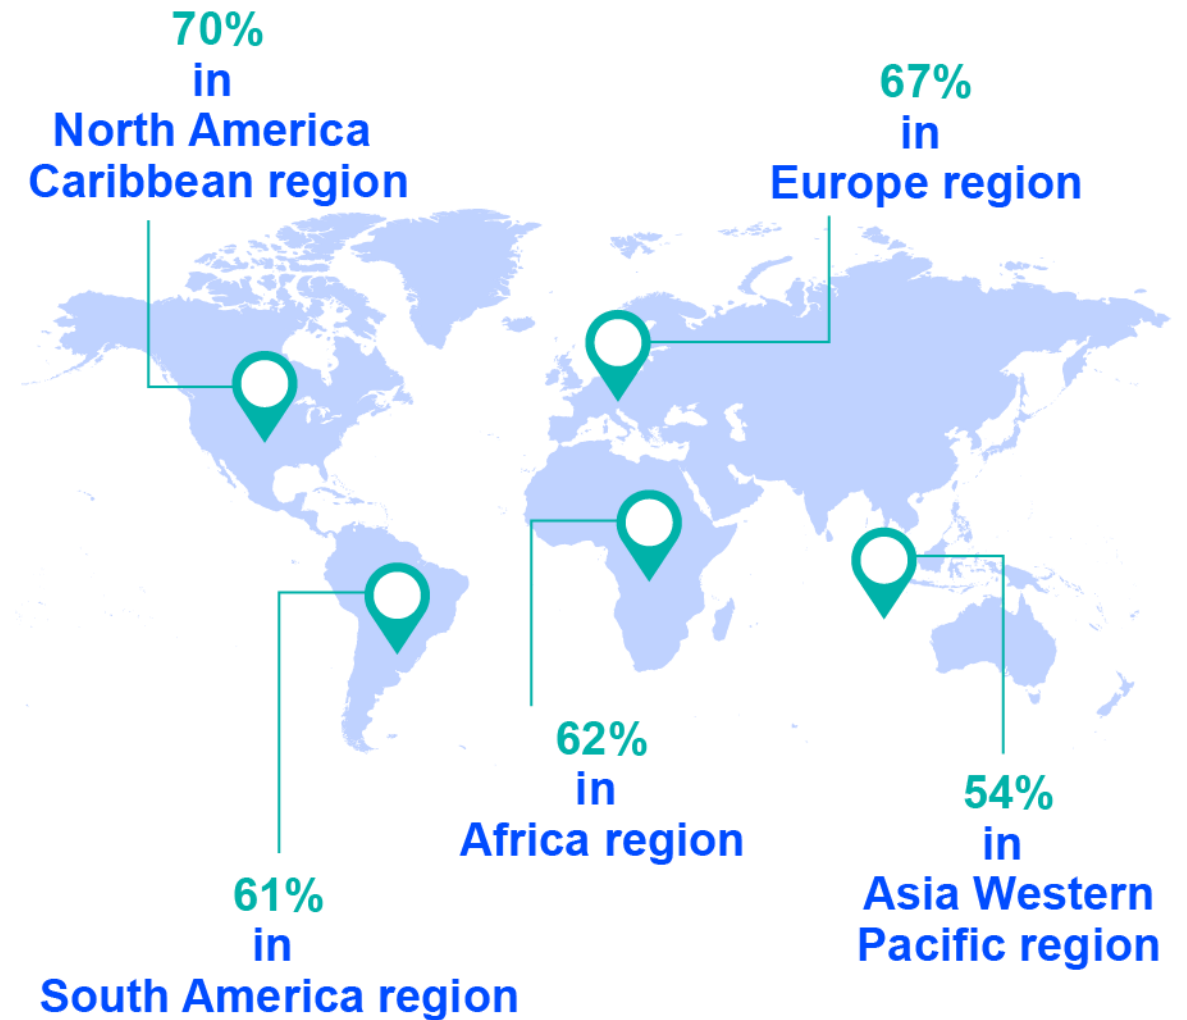 70%
in
North America
Caribbean region
67%
in
Europe region
62%
in
Africa region
54%
in
Asia Western
Pacific region
61%
in
South America region